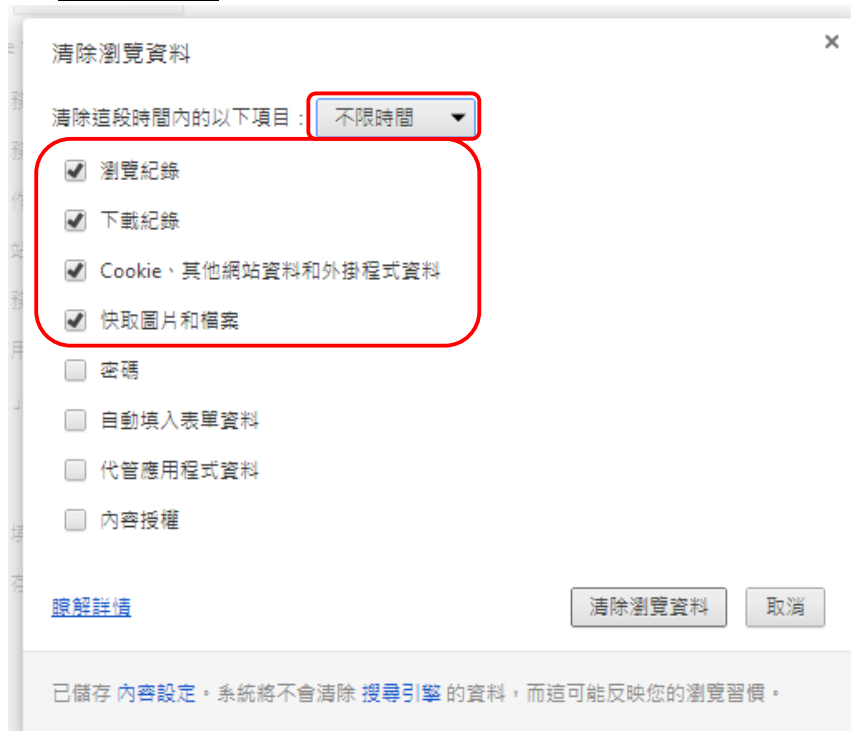 清除瀏覽資料
清除這段時間內的以下項目： 不限時間
瀏覽紀錄
下載紀錄
Cookie、其他網站資料和外掛程式資料
快取圖片和檔案
密碼
自動填入表單資料
代管應用程式資料
內容授權
瞭解詳情 清除瀏覽資料 取消
已儲存 內容設定。系統將不會清除 搜尋引擎 的資料，而這可能反映您的瀏覽習慣。